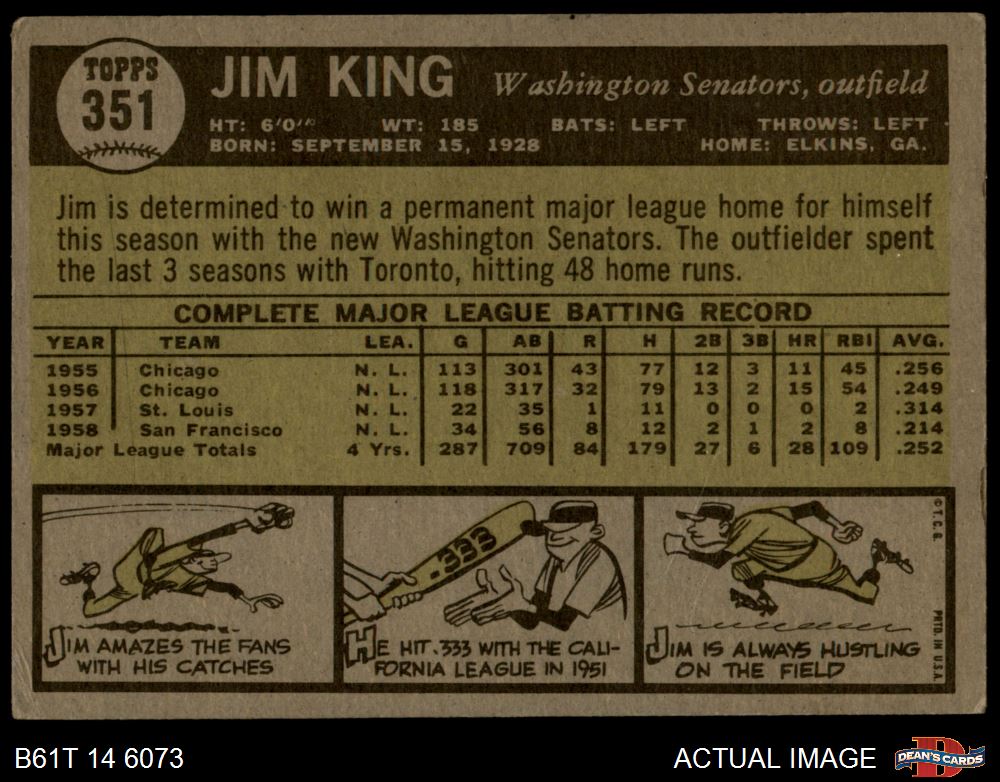 TOPPS
351
JIM KING Washington Senators, outfield
HT: 6'0" WT: 185 BATS: LEFT THROWS: LEFT
BORN: SEPTEMBER 15, 1928 HOME: ELKINS, GA.
Jim is determined to win a permanent major league home for himself
this season with the new Washington Senators. The outfielder spent
the last 3 seasons with Toronto, hitting 48 home runs.
COMPLETE MAJOR LEAGUE BATTING RECORD
YEAR TEAM LEA. G AB R H 2B 3B HR RBI AVG.
1955 Chicago N. L. 113 301 43 77 12 3 11 45 .256
1956 Chicago N. L. 118 317 32 79 13 2 15 54 .249
1957 St. Louis N. L. 22 35 1 11 0 0 0 2 .314
1958 San Francisco N. L. 34 56 8 12 2 1 2 8 .214
Major League Totals 4 Yrs. 287 709 84 179 27 6 28 109 .252
.333
JIM AMAZES THE FANS
WITH HIS CATCHES
HE HIT .333 WITH THE CALI-
FORNIA LEAGUE IN 1951
JIM IS ALWAYS HUSTLING
ON THE FIELD
© T. C. G.
PRTD. IN U.S.A.
B61T 14 6073
ACTUAL IMAGE
D
DEAN'S CARDS